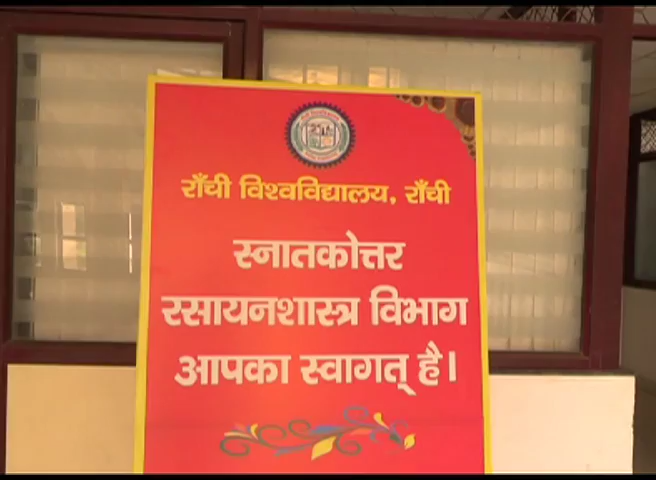 राँची विश्वविद्यालय, राँची
स्नातकोत्तर
रसायनशास्त्र विभाग
आपका स्वागत् है।